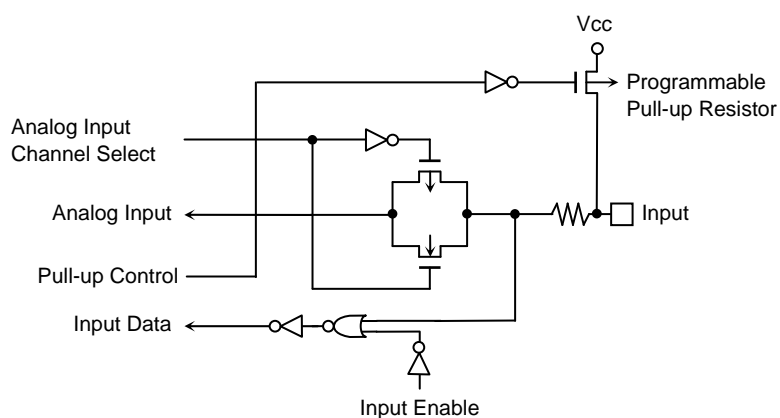 Vcc
Programmable
Pull-up Resistor
Analog Input
Channel Select
Analog Input
Input
Pull-up Control
Input Data
Input Enable